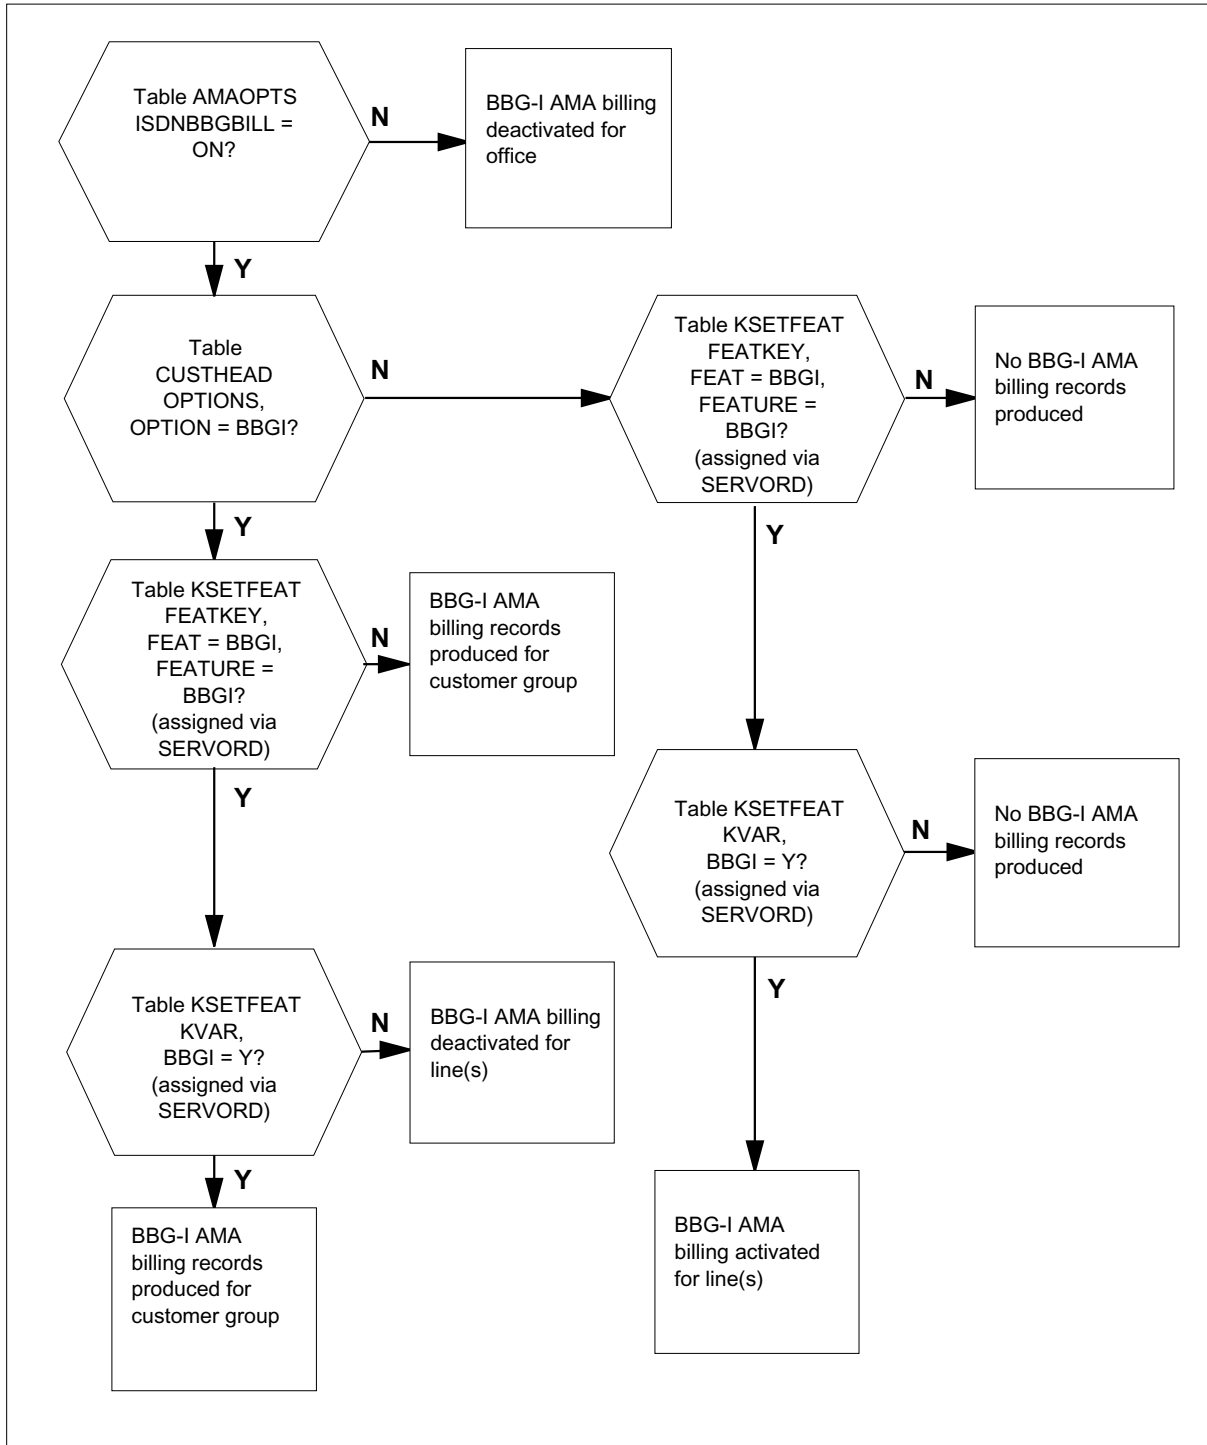 Table AMAOPTS
ISDNBBGBILL =
ON?
N
BBG-I AMA billing
deactivated for
office
Y
Table
CUSTHEAD
OPTIONS,
OPTION = BBGI?
N
Table KSETFEAT
FEATKEY,
FEAT = BBGI,
FEATURE =
BBGI?
(assigned via
SERVORD)
N
No BBG-I AMA
billing records
produced
Y
Y
Table KSETFEAT
FEATKEY,
FEAT = BBGI,
FEATURE =
BBGI?
(assigned via
SERVORD)
N
BBG-I AMA
billing records
produced for
customer group
Y
Table KSETFEAT
KVAR,
BBGI = Y?
(assigned via
SERVORD)
N
No BBG-I AMA
billing records
produced
Y
Table KSETFEAT
KVAR,
BBGI = Y?
(assigned via
SERVORD)
N
BBG-I AMA billing
deactivated for
line(s)
Y
BBG-I AMA
billing records
produced for
customer group
BBG-I AMA
billing activated
for line(s)